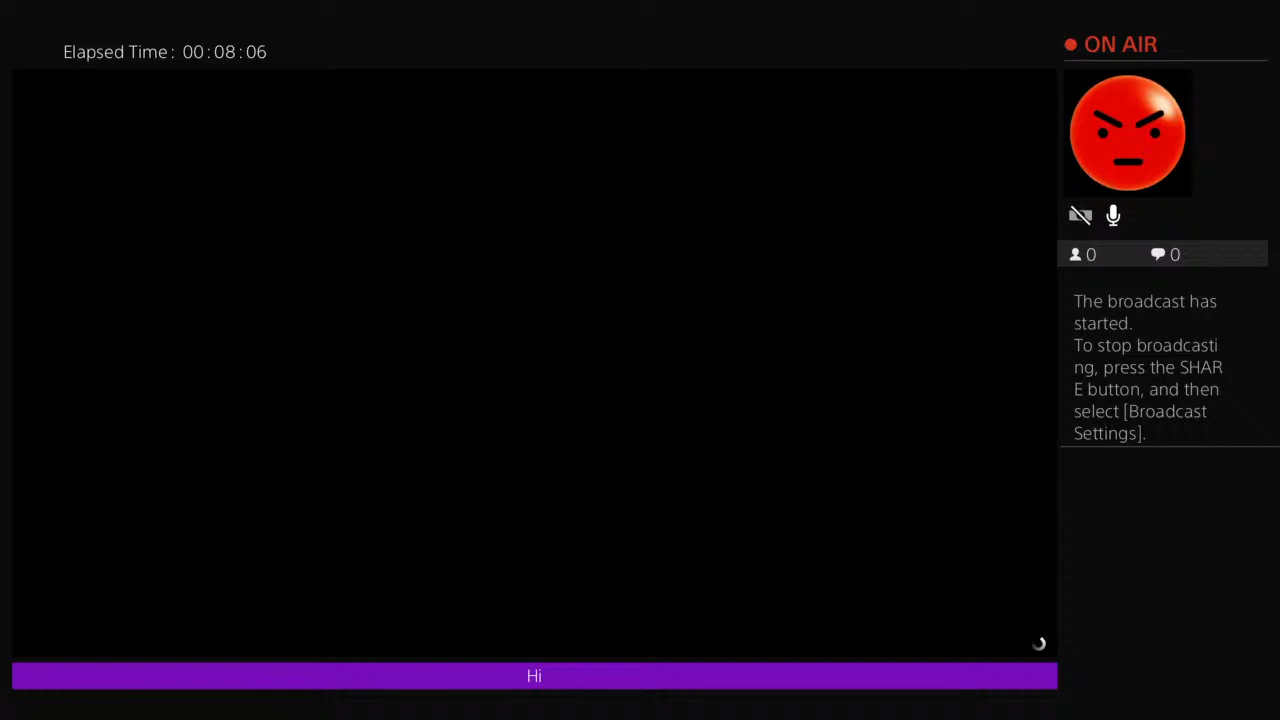 Elapsed Time: 00:08:06
ON AIR
0 0
The broadcast has
started.
To stop broadcasti
ng, press the SHAR
E button, and then
select [Broadcast
Settings].
Hi